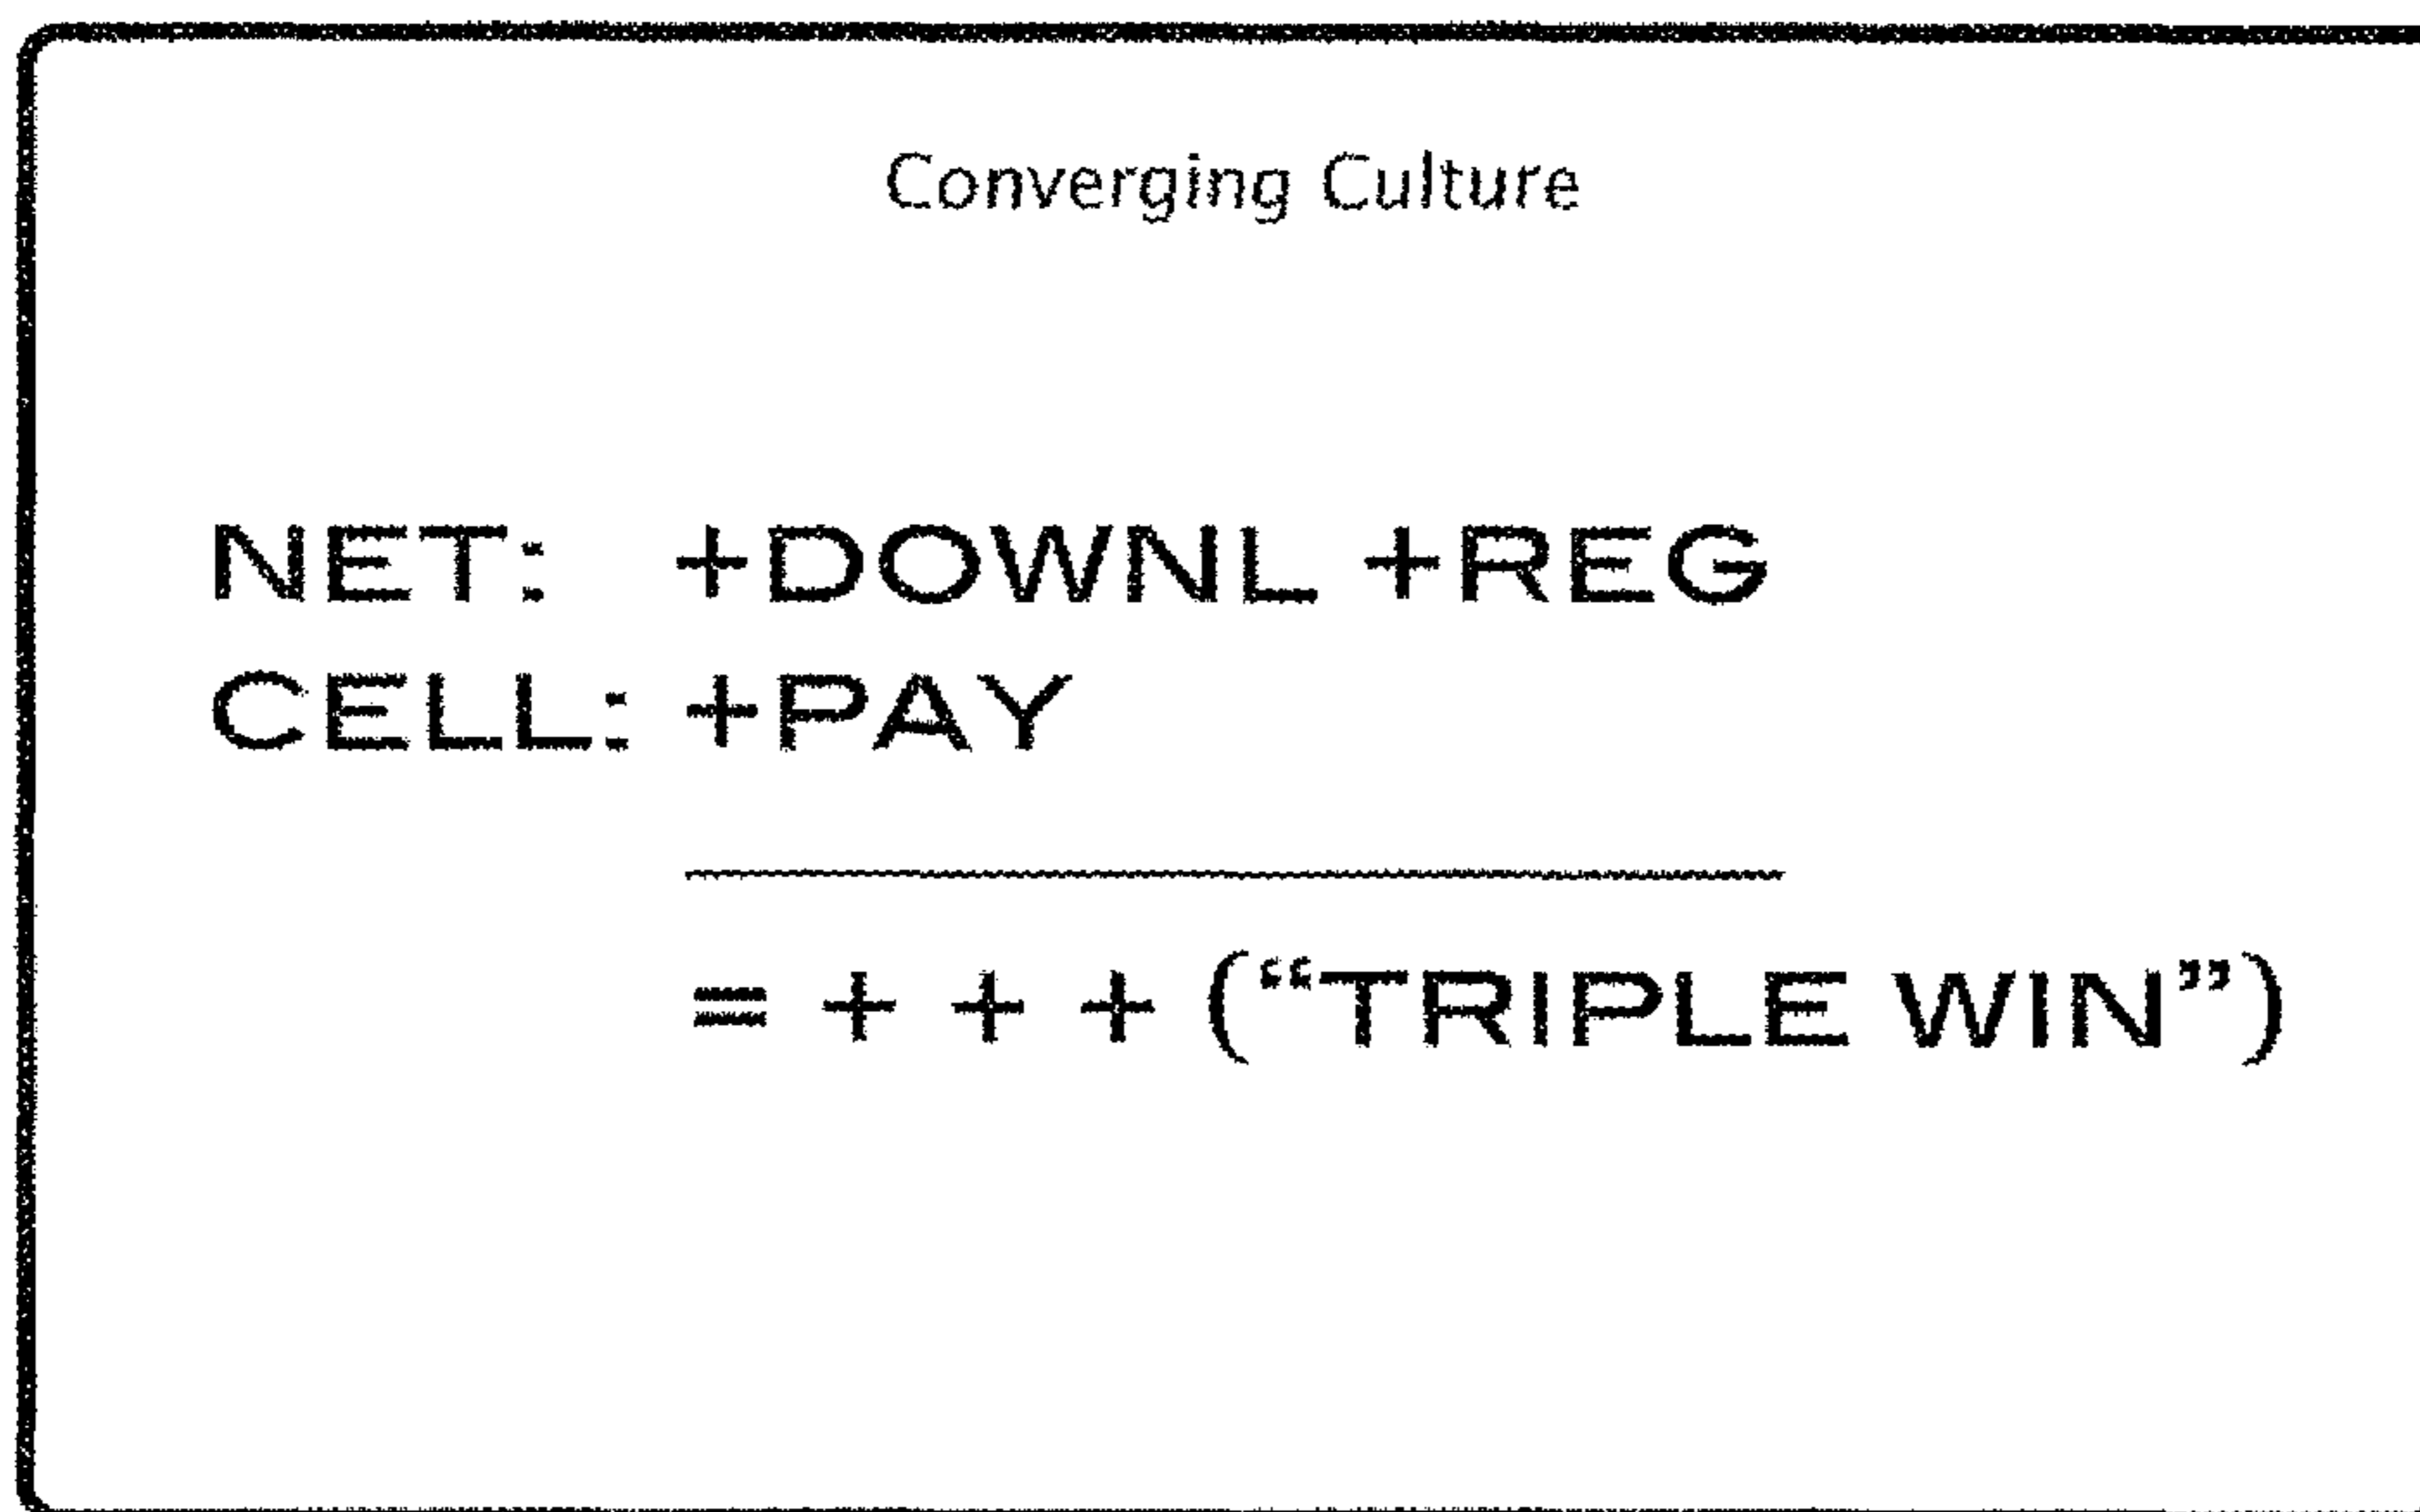 Converging Culture
NET: +DOWNL +REG
CELL: +PAY
= + + + (“TRIPLE WIN”)